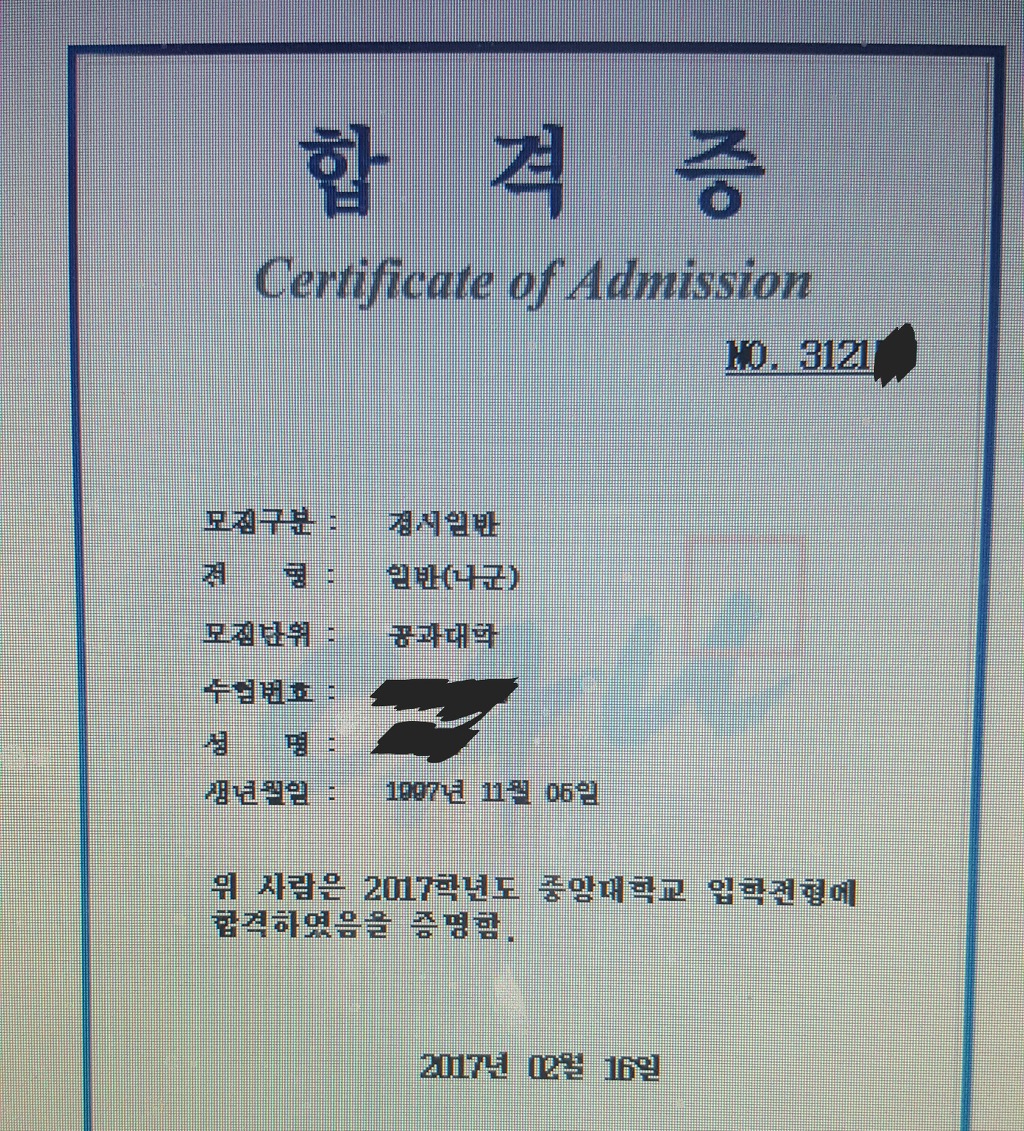 합 격 증
Certificate of Admission
NO. 3121
모집구분 : 정시일반
전 형 : 일반(나군)
모집단위 : 공과대학
수험번호 :
성 명 :
생년월일 : 1997년 11월 06일
위 사람은 2017학년도 중앙대학교 입학전형에
합격하였음을 증명함.
2017년 02월 16일